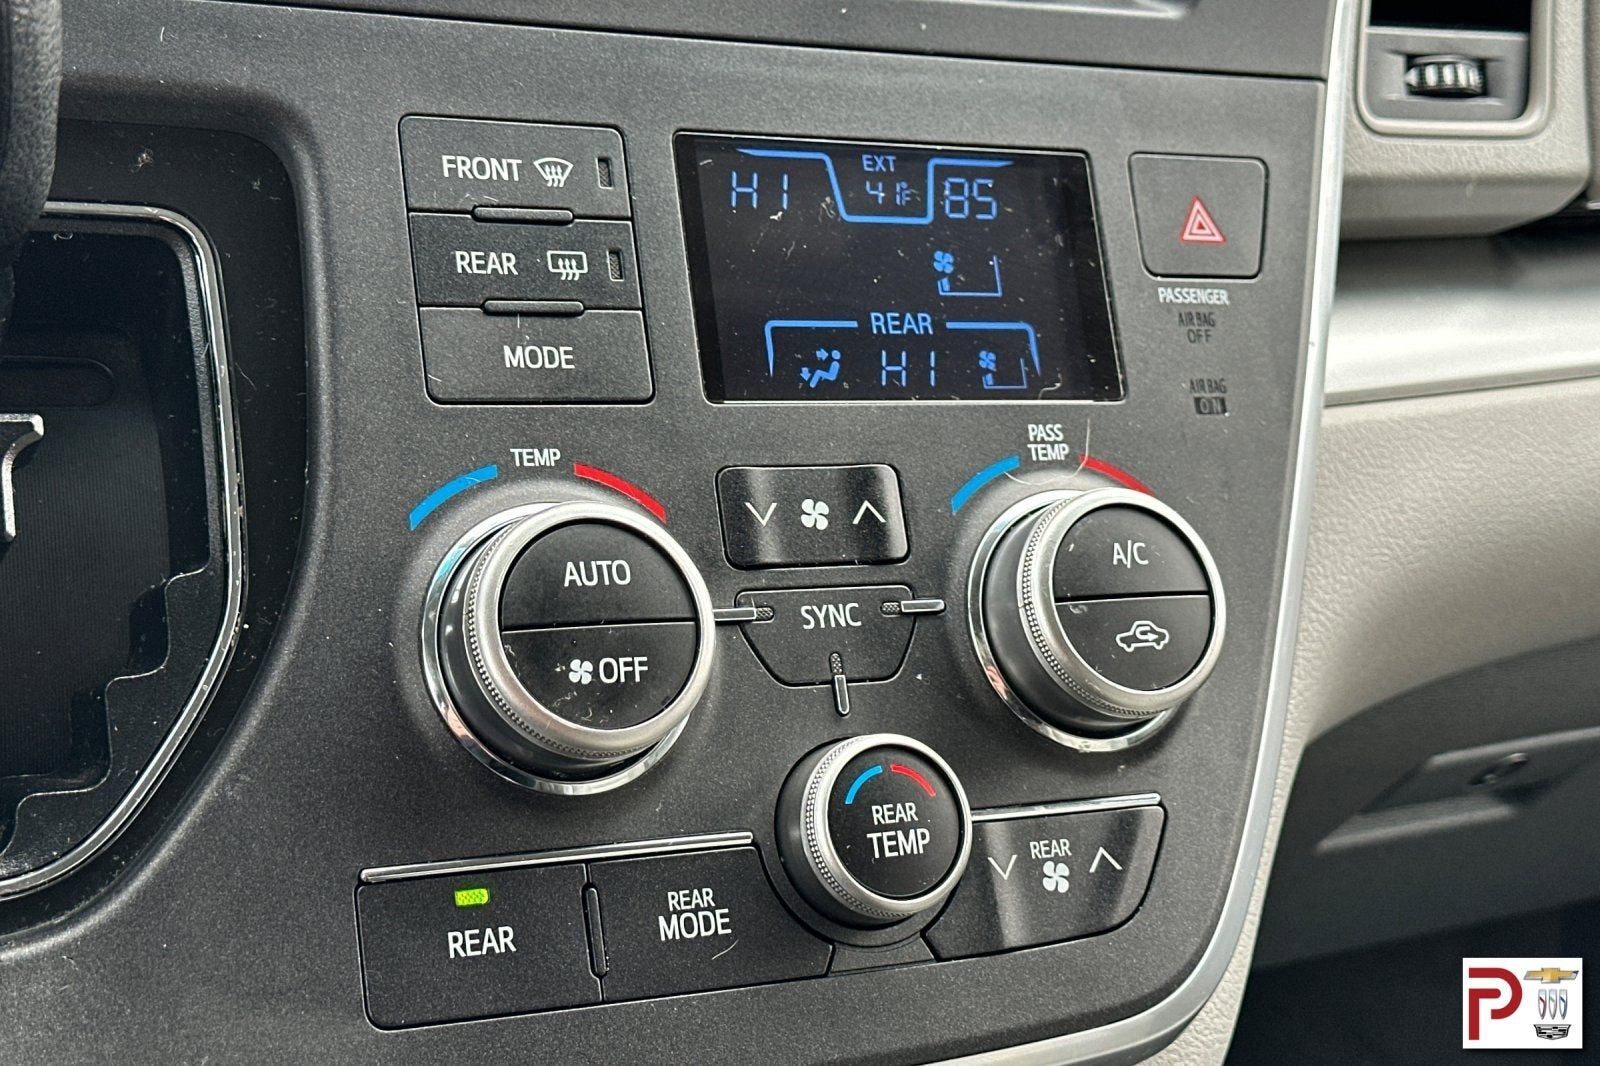 FRONT
REAR
MODE
EXT
HI 41°F 85
REAR
HI
PASSENGER
AIR BAG
OFF
AIR BAG
ON
TEMP
PASS
TEMP
AUTO
OFF
SYNC
A/C
REAR
TEMP
REAR
REAR
MODE
REAR
P